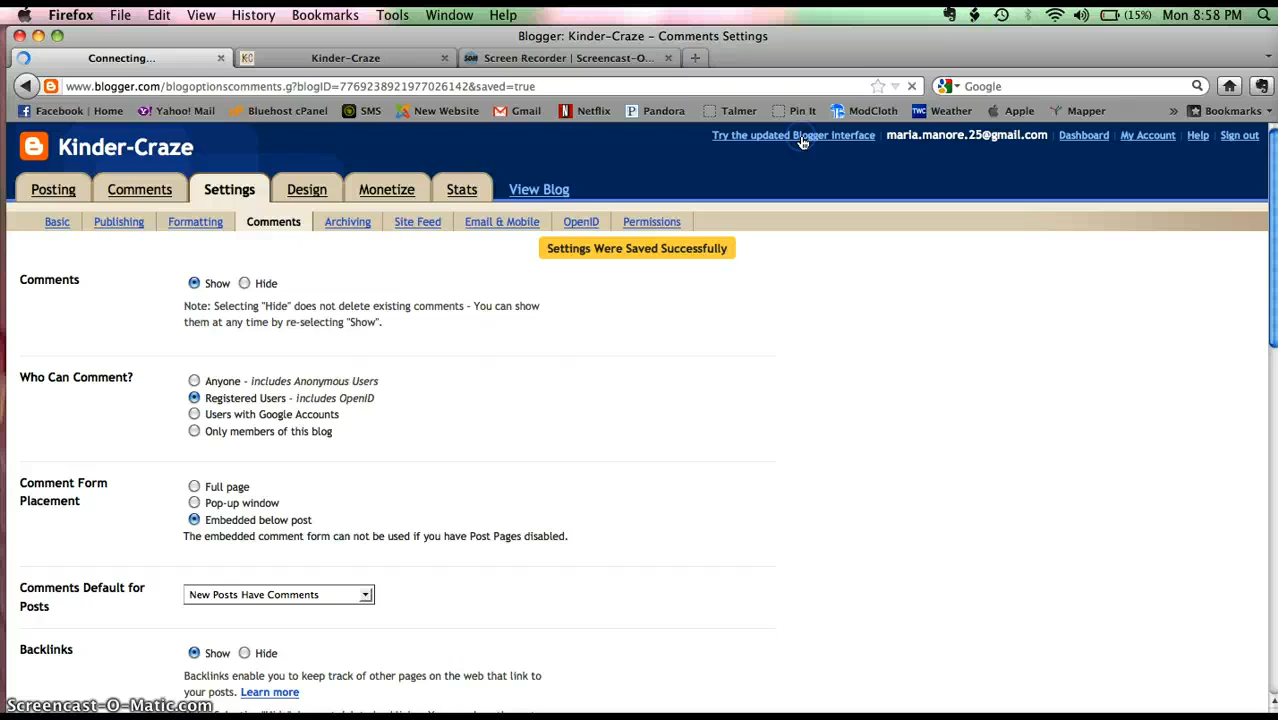 Firefox File Edit View History Bookmarks Tools Window Help (15%) Mon 8:58 PM
Blogger: Kinder-Craze – Comments Settings
Connecting... Kinder-Craze Screen Recorder | Screencast-O...
www.blogger.com/blogoptionscomments.g?blogID=7769238921977026142&saved=true Google
Facebook | Home Yahoo! Mail Bluehost cPanel SMS New Website Gmail Netflix Pandora Talmer Pin It ModCloth Weather Apple Mapper » Bookmarks
Try the updated Blogger interface maria.manore.25@gmail.com Dashboard My Account Help Sign out
Kinder-Craze
Posting Comments Settings Design Monetize Stats View Blog
Basic Publishing Formatting Comments Archiving Site Feed Email & Mobile OpenID Permissions
Settings Were Saved Successfully
Comments Show Hide
Note: Selecting "Hide" does not delete existing comments - You can show
them at any time by re-selecting "Show".
Who Can Comment?
Anyone - includes Anonymous Users
Registered Users - includes OpenID
Users with Google Accounts
Only members of this blog
Comment Form
Placement
Full page
Pop-up window
Embedded below post
The embedded comment form can not be used if you have Post Pages disabled.
Comments Default for
Posts
New Posts Have Comments
Backlinks Show Hide
Backlinks enable you to keep track of other pages on the web that link to
your posts. Learn more
Screencast-O-Matic.com